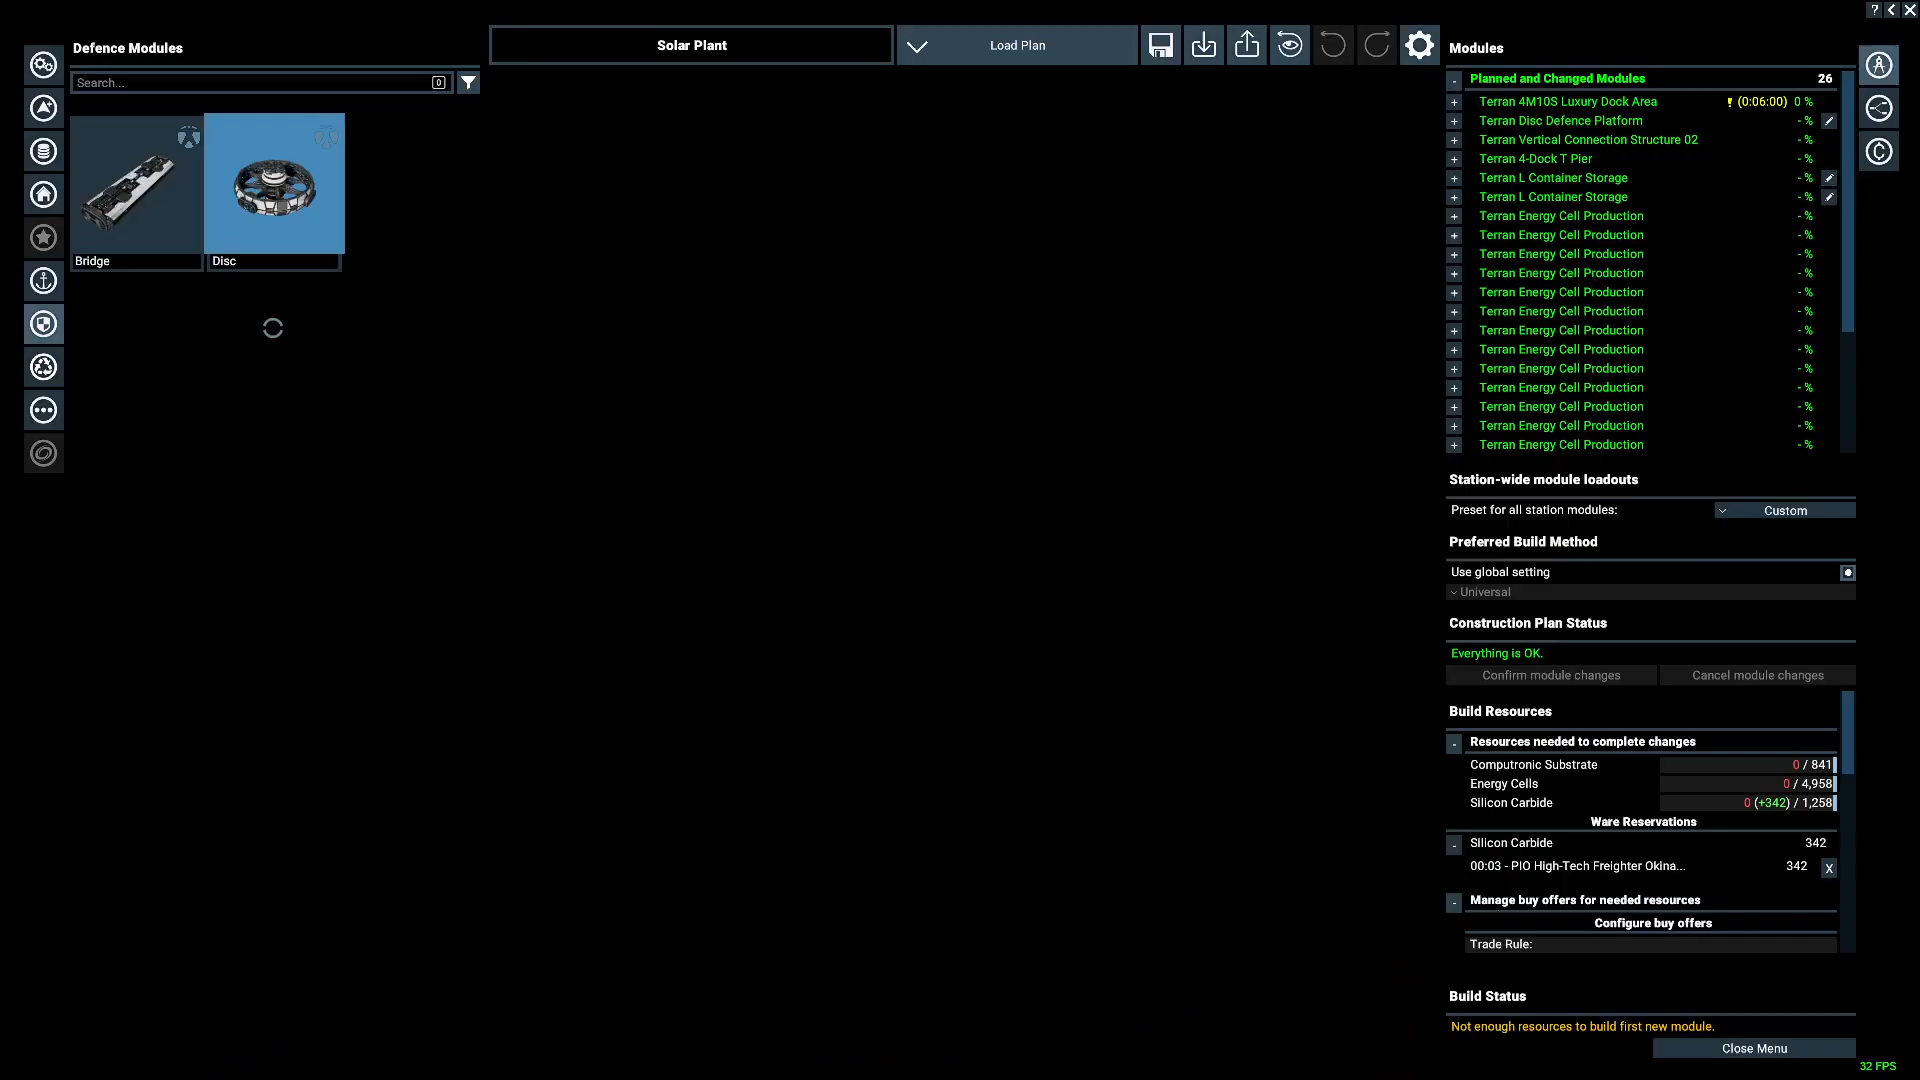 ?
Defence Modules
Search...
0
Bridge
Disc
Solar Plant
Load Plan
Modules
- Planned and Changed Modules 26
+ Terran 4M10S Luxury Dock Area ! (0:06:00) 0 %
+ Terran Disc Defence Platform - %
+ Terran Vertical Connection Structure 02 - %
+ Terran 4-Dock T Pier - %
+ Terran L Container Storage - %
+ Terran L Container Storage - %
+ Terran Energy Cell Production - %
+ Terran Energy Cell Production - %
+ Terran Energy Cell Production - %
+ Terran Energy Cell Production - %
+ Terran Energy Cell Production - %
+ Terran Energy Cell Production - %
+ Terran Energy Cell Production - %
+ Terran Energy Cell Production - %
+ Terran Energy Cell Production - %
+ Terran Energy Cell Production - %
+ Terran Energy Cell Production - %
+ Terran Energy Cell Production - %
+ Terran Energy Cell Production - %
Station-wide module loadouts
Preset for all station modules: Custom
Preferred Build Method
Use global setting
Universal
Construction Plan Status
Everything is OK.
Confirm module changes Cancel module changes
Build Resources
- Resources needed to complete changes
Computronic Substrate 0 / 841
Energy Cells 0 / 4,958
Silicon Carbide 0 (+342) / 1,258
Ware Reservations
- Silicon Carbide 342
00:03 - PIO High-Tech Freighter Okina... 342 X
- Manage buy offers for needed resources
Configure buy offers
Trade Rule:
Build Status
Not enough resources to build first new module.
Close Menu
32 FPS